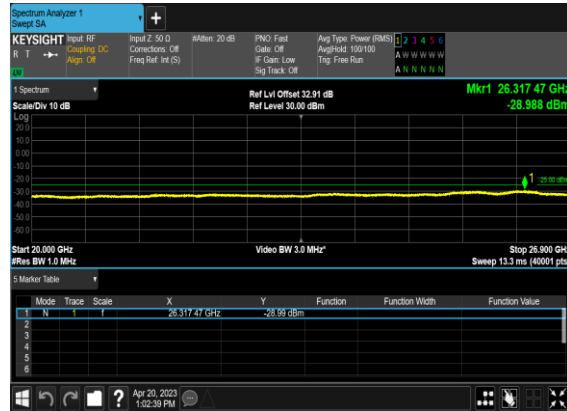 Spectrum Analyzer 1
Swept SA
+
KEYSIGHT Input: RF Input Z: 50 Ω #Atten: 20 dB PNO: Fast Avg Type: Power (RMS) 1 2 3 4 5 6
R T Coupling: DC Corrections: Off Gate: Off Avg|Hold: 100/100 A W W W W W
Align: Off Freq Ref: Int (S) IF Gain: Low Trig: Free Run
Sig Track: Off A N N N N N
1 Spectrum Ref Lvl Offset 32.91 dB Mkr1 26.317 47 GHz
Scale/Div 10 dB Ref Level 30.00 dBm -28.988 dBm
Log
20.0
10.0
0.00
-10.0
-20.0 1 -25.00 dBm
-30.0
-40.0
-50.0
-60.0
Start 20.000 GHz Video BW 3.0 MHz* Stop 26.900 GHz
#Res BW 1.0 MHz Sweep 13.3 ms (40001 pts
5 Marker Table
Mode Trace Scale X Y Function Function Width Function Value
1 N 1 f 26.317 47 GHz -28.99 dBm
2
3
4
5
6
? Apr 20, 2023
1:02:39 PM